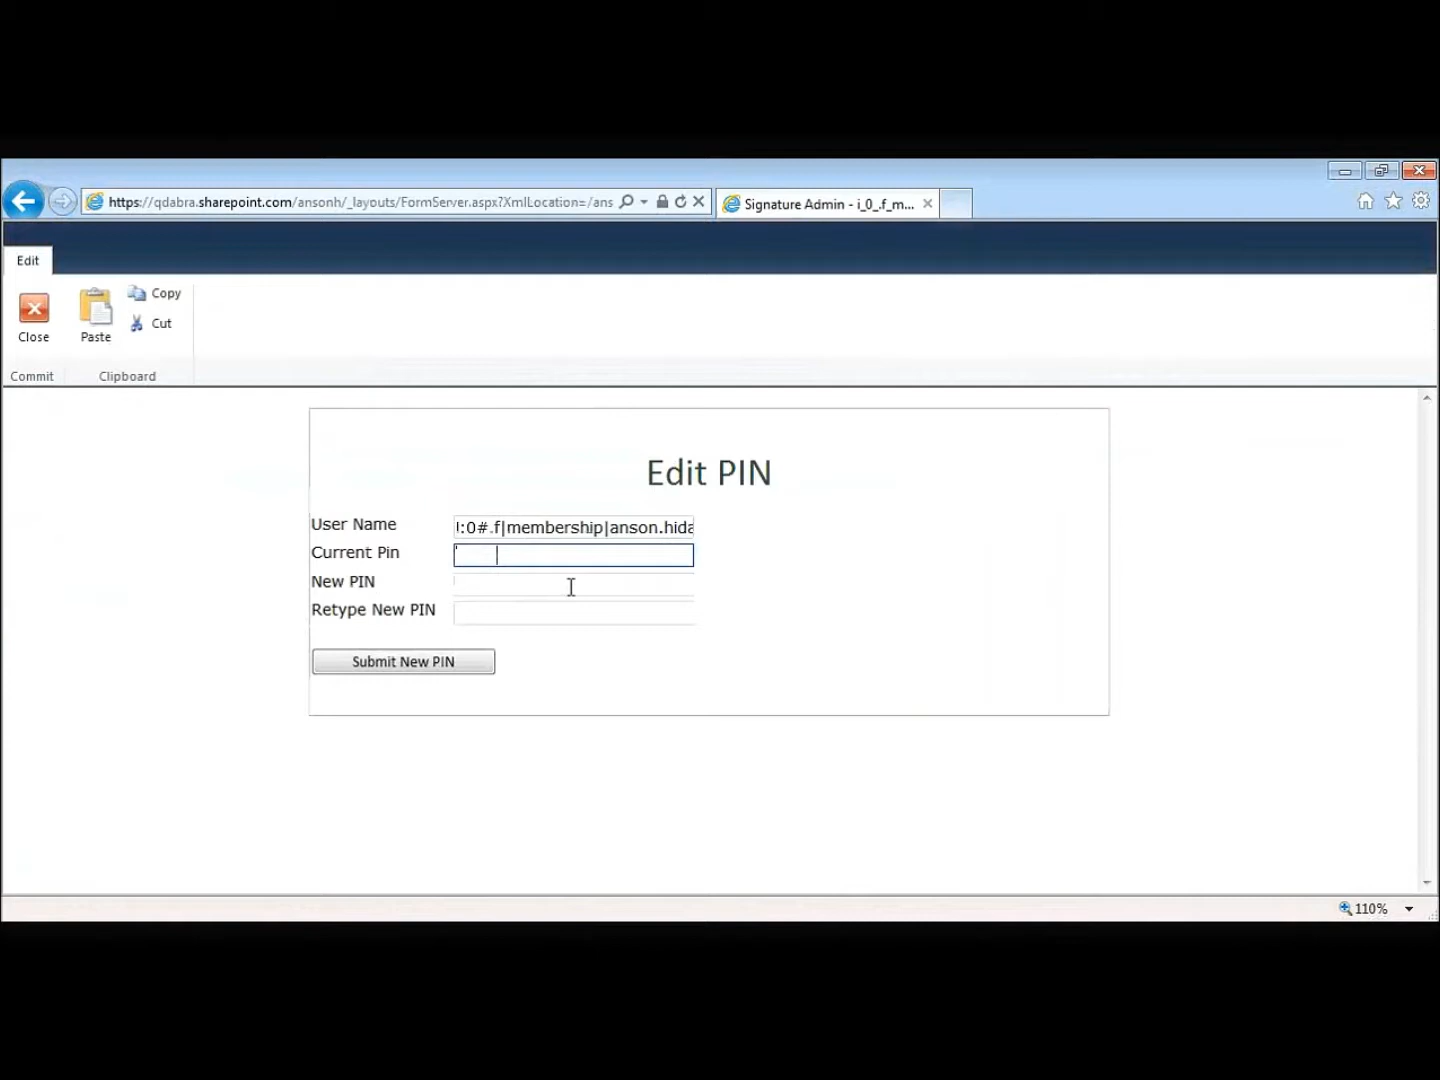 https://qdabra.sharepoint.com/ansonh/_layouts/FormServer.aspx?XmlLocation=/ans
Signature Admin - i_0_.f_m...
Edit
Close
Paste
Copy
Cut
Commit
Clipboard
Edit PIN
User Name
:0#.f|membership|anson.hida
Current Pin
New PIN
Retype New PIN
Submit New PIN
110%